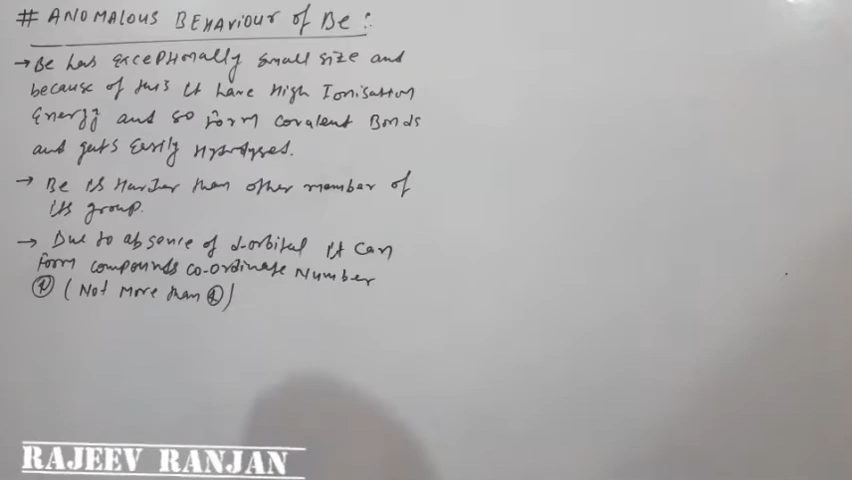 # ANOMALOUS BEHAVIOUR of Be :
→ Be has exceptionally small size and
because of this it have High Ionisation
Energy and so form covalent Bonds
and gets Easily Hydrolysed.
→ Be is Harder than other member of
its group.
→ Due to absence of d-orbital it can
form compounds co-ordinate Number
④ (Not More than ④)
RAJEEV RANJAN